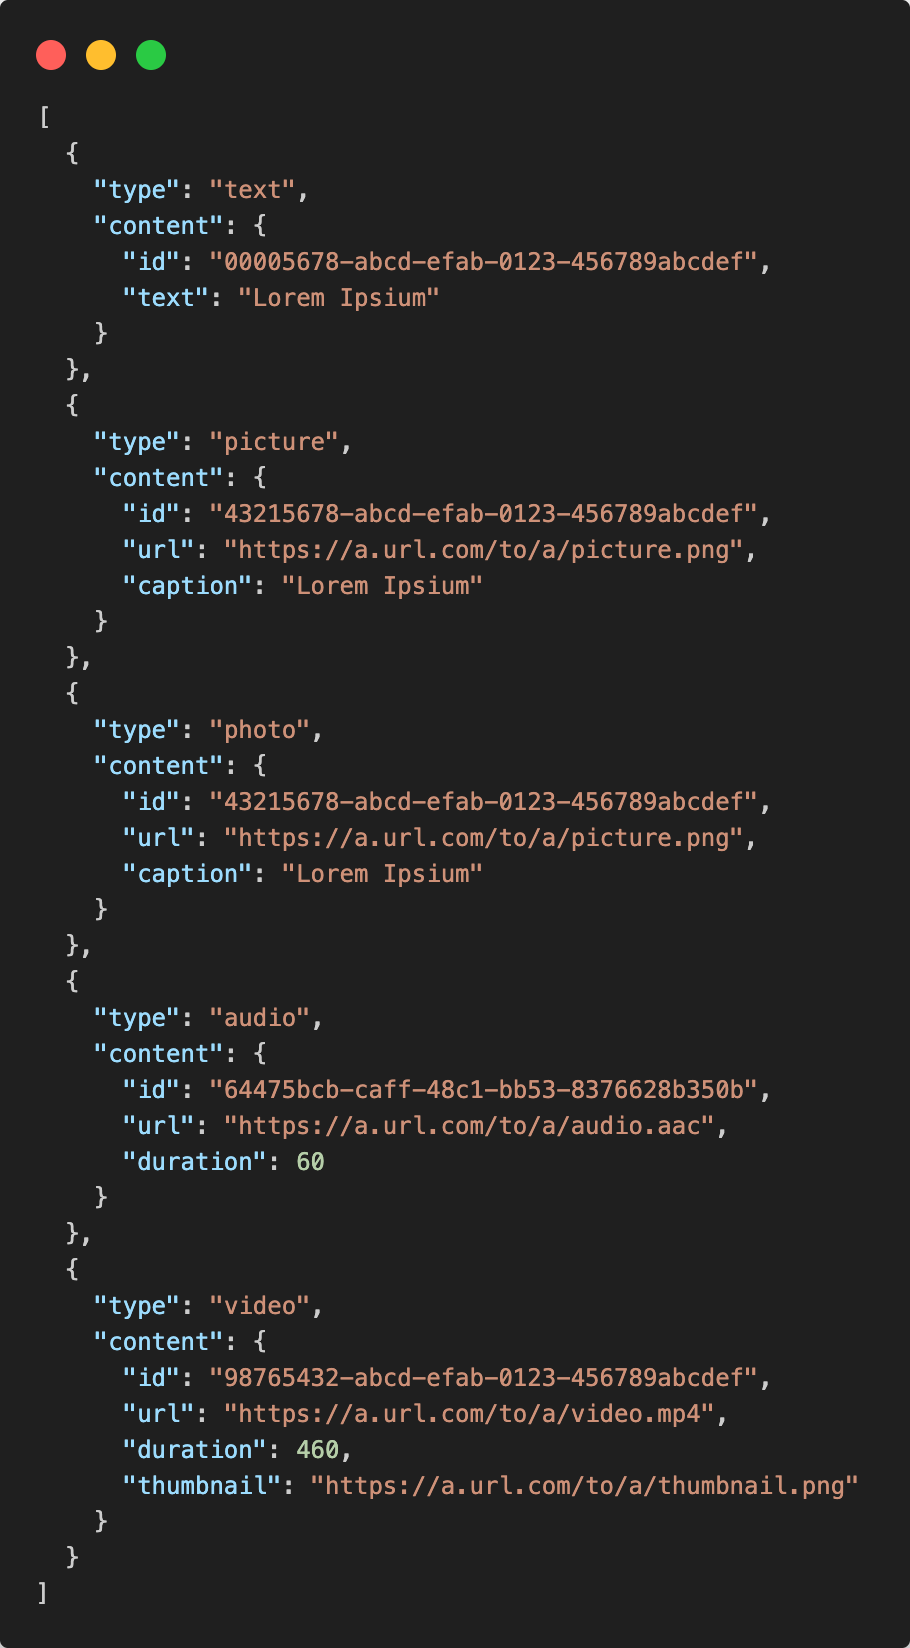 [
  {
    "type": "text",
    "content": {
      "id": "00005678-abcd-efab-0123-456789abcdef",
      "text": "Lorem Ipsium"
    }
  },
  {
    "type": "picture",
    "content": {
      "id": "43215678-abcd-efab-0123-456789abcdef",
      "url": "https://a.url.com/to/a/picture.png",
      "caption": "Lorem Ipsium"
    }
  },
  {
    "type": "photo",
    "content": {
      "id": "43215678-abcd-efab-0123-456789abcdef",
      "url": "https://a.url.com/to/a/picture.png",
      "caption": "Lorem Ipsium"
    }
  },
  {
    "type": "audio",
    "content": {
      "id": "64475bcb-caff-48c1-bb53-8376628b350b",
      "url": "https://a.url.com/to/a/audio.aac",
      "duration": 60
    }
  },
  {
    "type": "video",
    "content": {
      "id": "98765432-abcd-efab-0123-456789abcdef",
      "url": "https://a.url.com/to/a/video.mp4",
      "duration": 460,
      "thumbnail": "https://a.url.com/to/a/thumbnail.png"
    }
  }
]